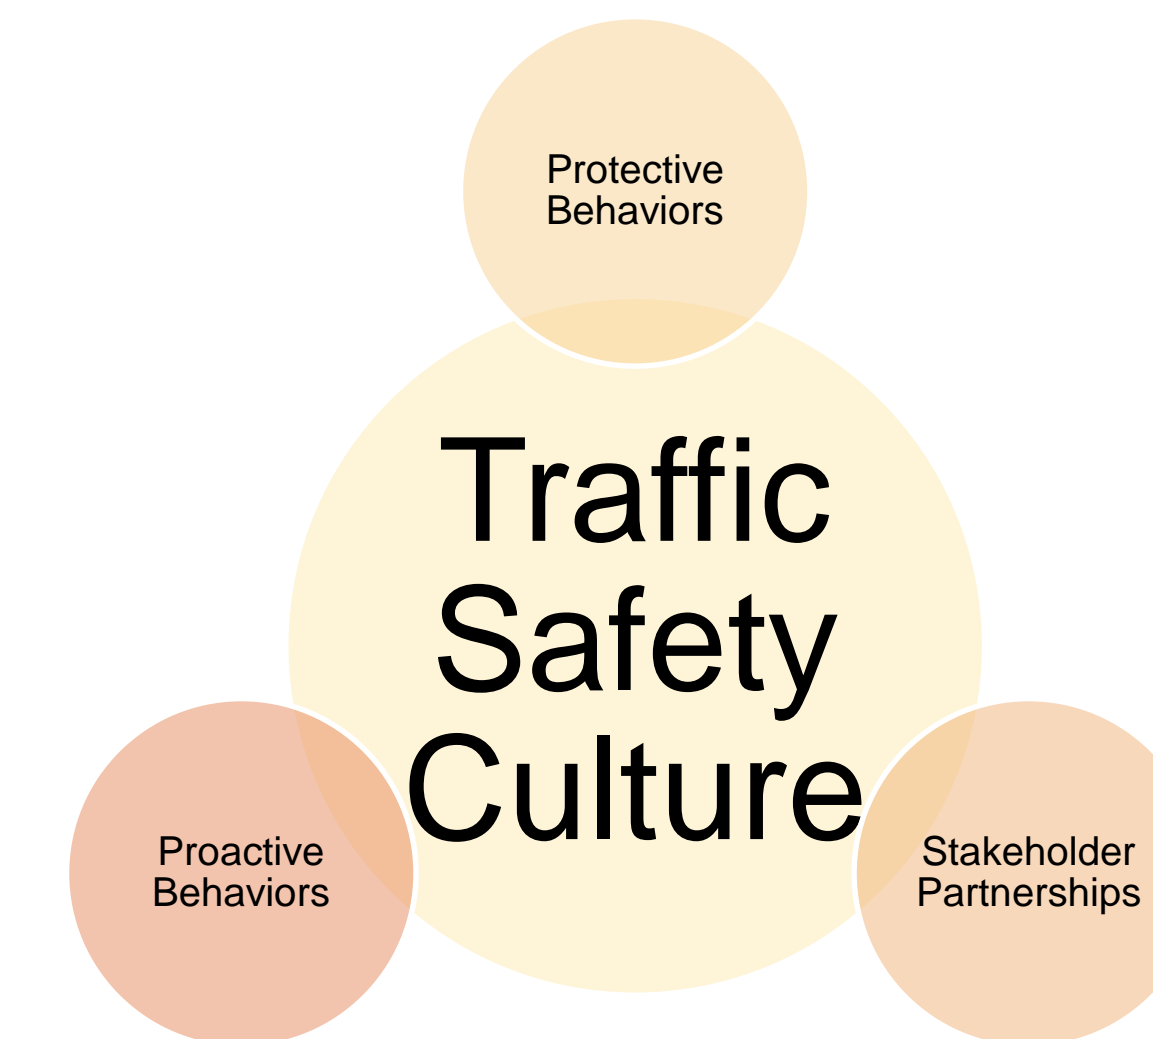 Protective
Behaviors
Traffic
Safety
Culture
Proactive
Behaviors
Stakeholder
Partnerships